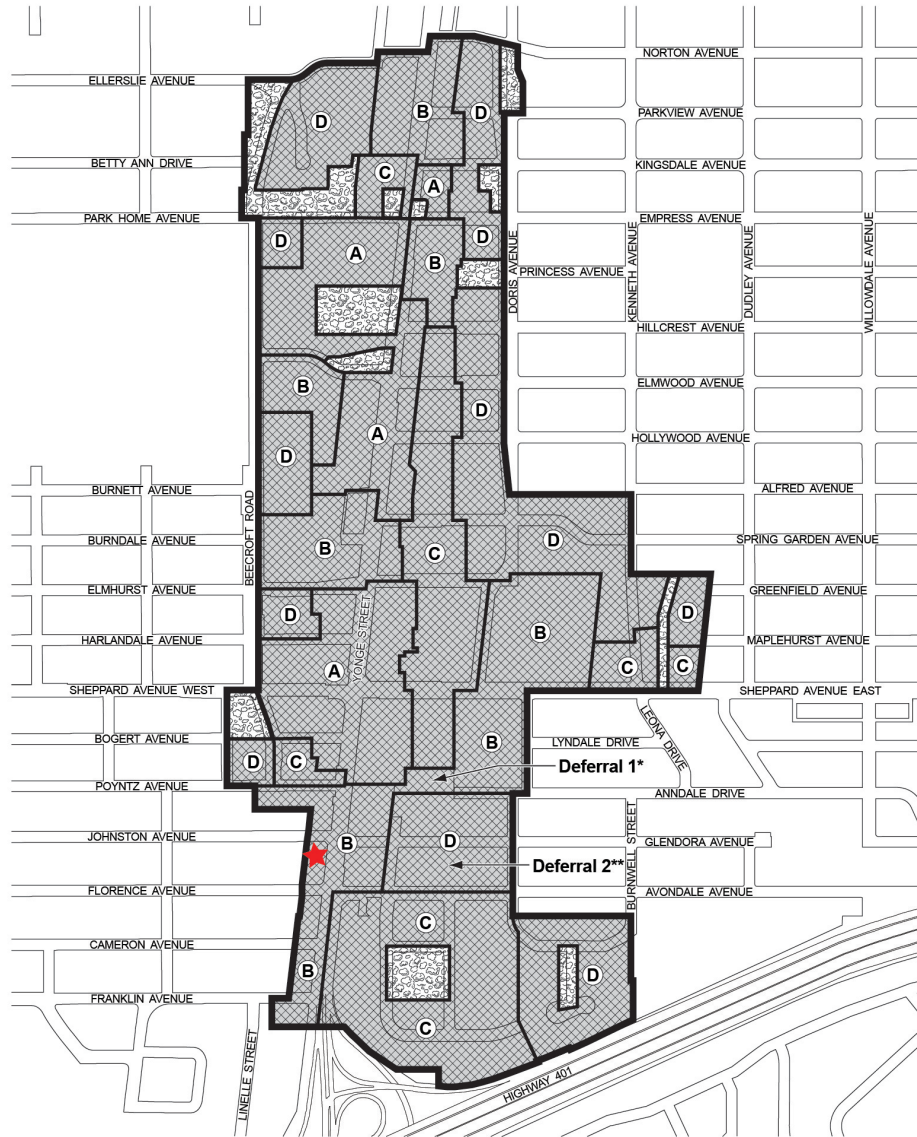 NORTON AVENUE
ELLERSLIE AVENUE
B
D
D
PARKVIEW AVENUE
BETTY ANN DRIVE
KINGSDALE AVENUE
C
A
PARK HOME AVENUE
EMPRESS AVENUE
D
A
B
D
DORIS AVENUE
PRINCESS AVENUE
KENNETH AVENUE
DUDLEY AVENUE
WILLOWDALE AVENUE
HILLCREST AVENUE
B
ELMWOOD AVENUE
D
A
HOLLYWOOD AVENUE
D
BURNETT AVENUE
ALFRED AVENUE
BEECROFT ROAD
BURNDALE AVENUE
B
C
D
SPRING GARDEN AVENUE
ELMHURST AVENUE
GREENFIELD AVENUE
D
D
YONGE STREET
B
HARLANDALE AVENUE
MAPLEHURST AVENUE
A
C
C
SHEPPARD AVENUE WEST
SHEPPARD AVENUE EAST
LEONA DRIVE
BOGERT AVENUE
B
LYNDALE DRIVE
D
C
Deferral 1*
POYNTZ AVENUE
ANNDALE DRIVE
BURNWELL STREET
JOHNSTON AVENUE
B
D
GLENDORA AVENUE
Deferral 2**
FLORENCE AVENUE
AVONDALE AVENUE
C
CAMERON AVENUE
B
D
FRANKLIN AVENUE
C
LINELLE STREET
HIGHWAY 401